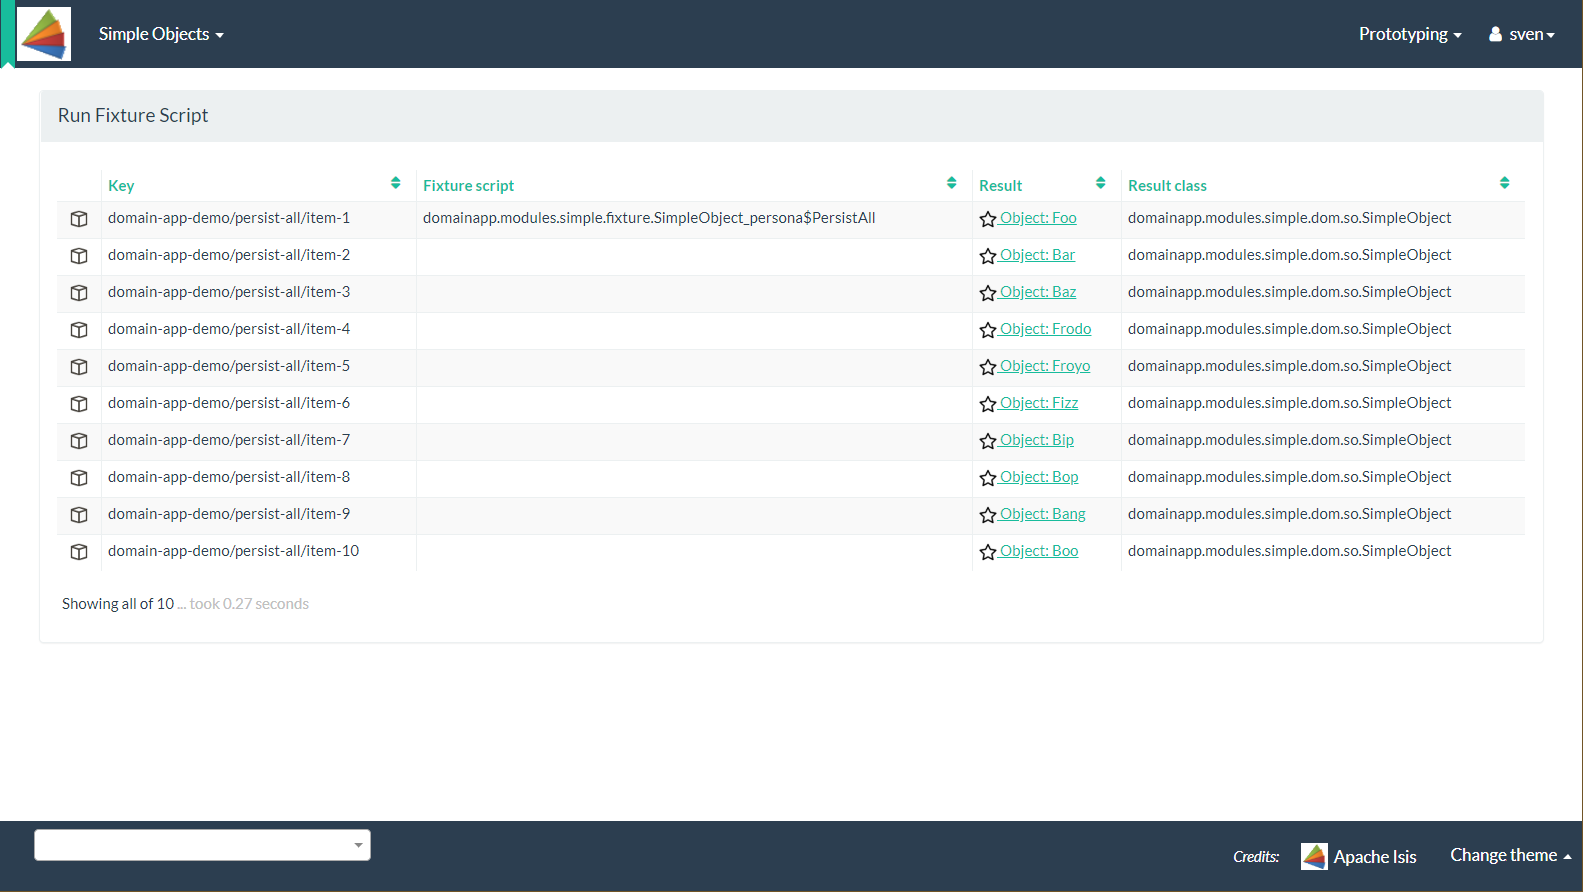 Simple Objects Prototyping sven
Run Fixture Script
Key Fixture script Result Result class
domain-app-demo/persist-all/item-1 domainapp.modules.simple.fixture.SimpleObject_persona$PersistAll Object: Foo domainapp.modules.simple.dom.so.SimpleObject
domain-app-demo/persist-all/item-2 Object: Bar domainapp.modules.simple.dom.so.SimpleObject
domain-app-demo/persist-all/item-3 Object: Baz domainapp.modules.simple.dom.so.SimpleObject
domain-app-demo/persist-all/item-4 Object: Frodo domainapp.modules.simple.dom.so.SimpleObject
domain-app-demo/persist-all/item-5 Object: Froyo domainapp.modules.simple.dom.so.SimpleObject
domain-app-demo/persist-all/item-6 Object: Fizz domainapp.modules.simple.dom.so.SimpleObject
domain-app-demo/persist-all/item-7 Object: Bip domainapp.modules.simple.dom.so.SimpleObject
domain-app-demo/persist-all/item-8 Object: Bop domainapp.modules.simple.dom.so.SimpleObject
domain-app-demo/persist-all/item-9 Object: Bang domainapp.modules.simple.dom.so.SimpleObject
domain-app-demo/persist-all/item-10 Object: Boo domainapp.modules.simple.dom.so.SimpleObject
Showing all of 10 ... took 0.27 seconds
Credits: Apache Isis Change theme